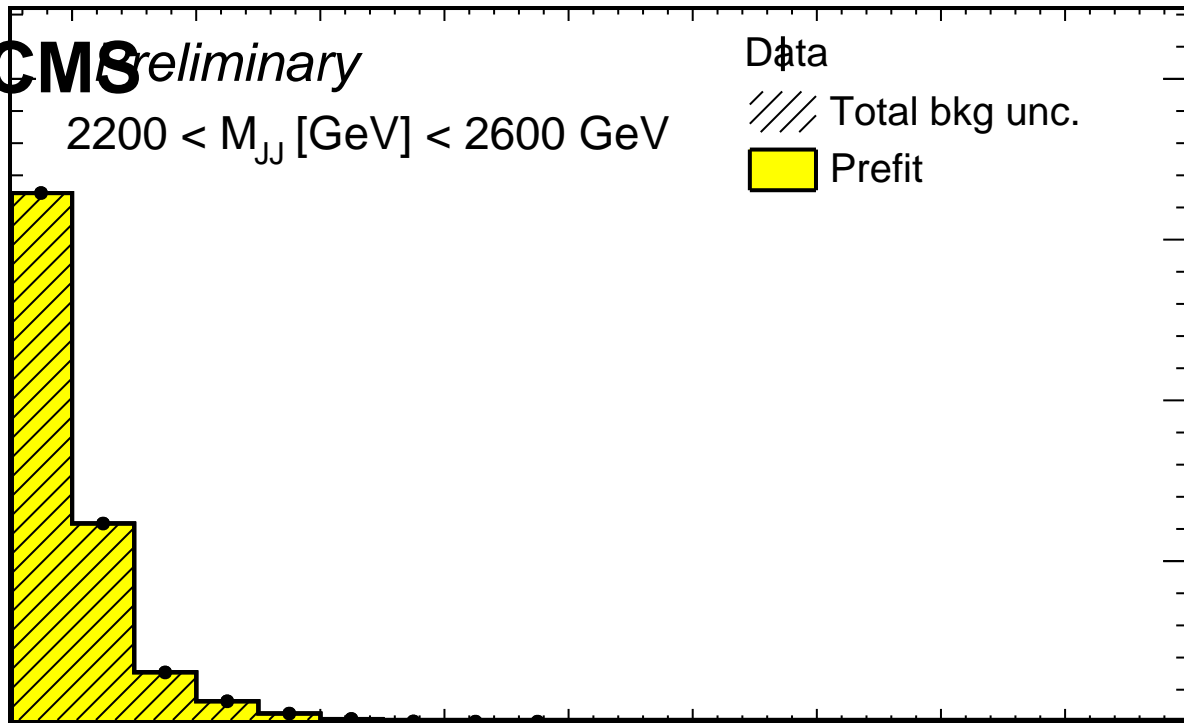 CMS Preliminary
2200 < M_JJ [GeV] < 2600 GeV
Data
Total bkg unc.
Prefit